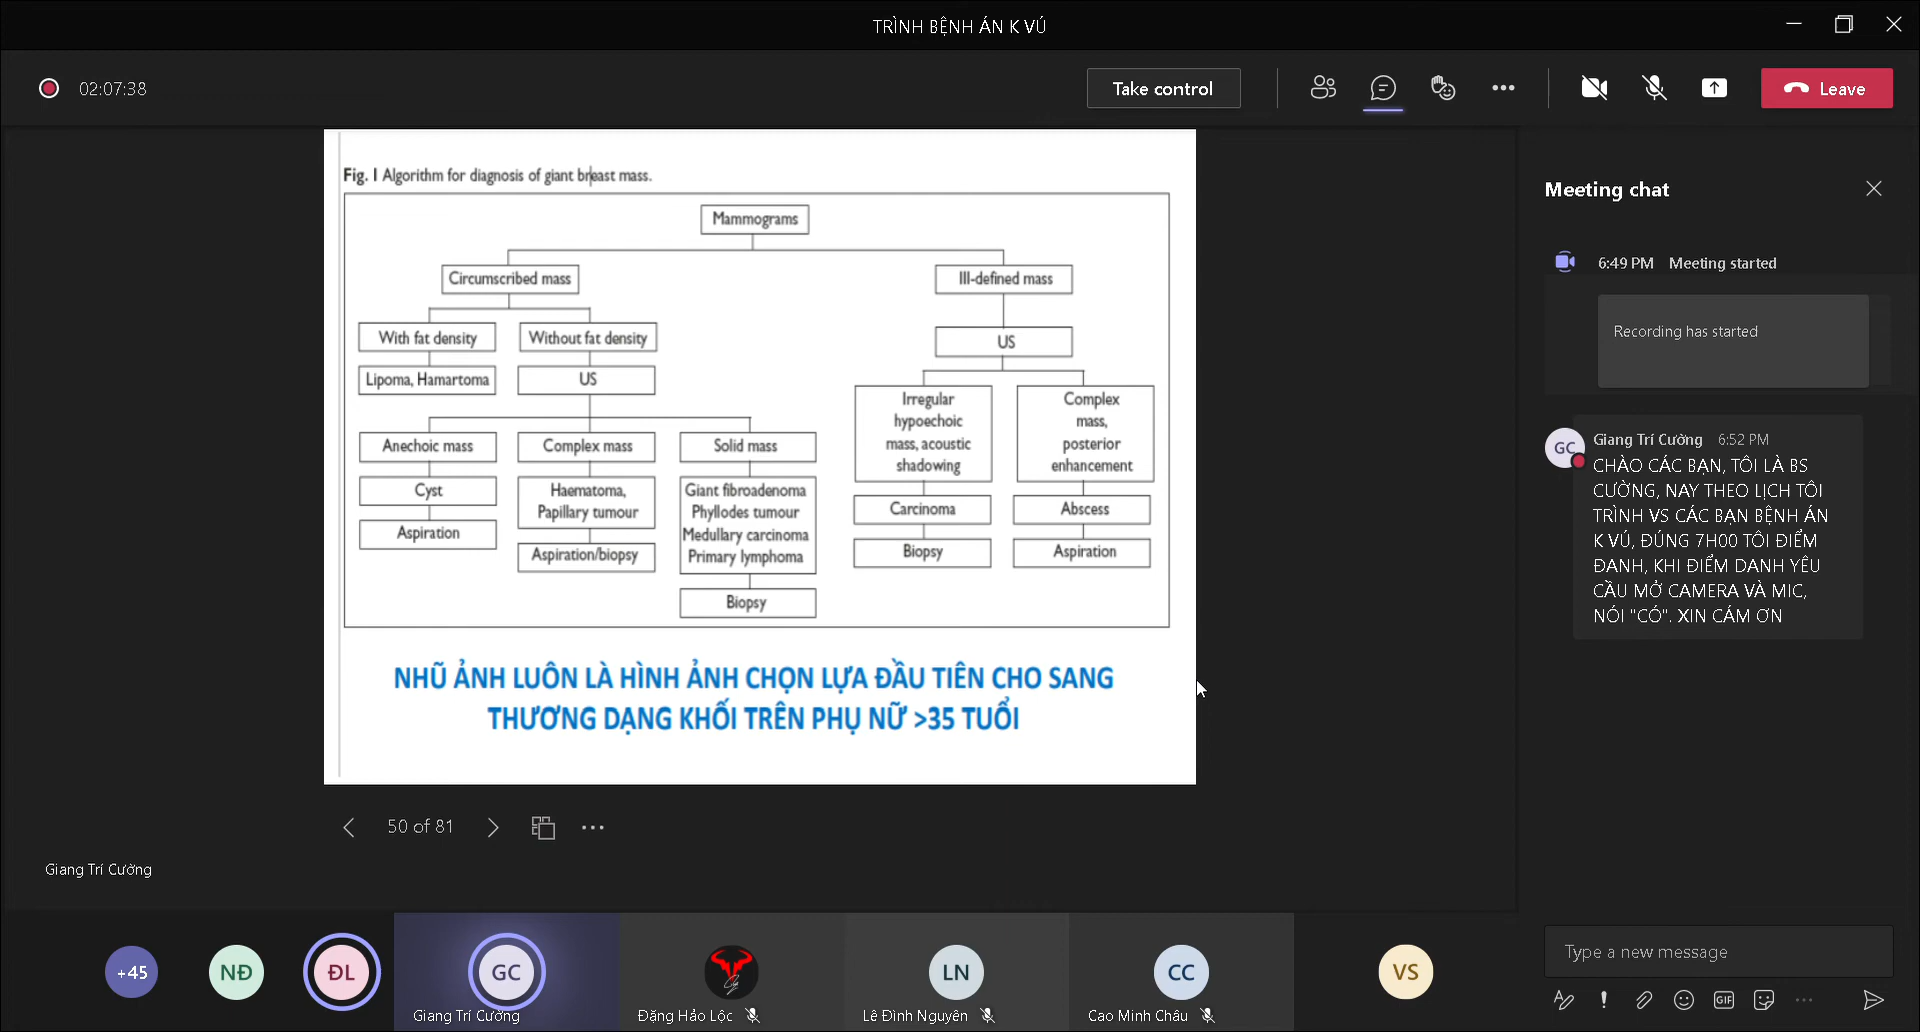 TRÌNH BỆNH ÁN K VÚ
02:07:38
Take control
Leave
Fig. 1 Algorithm for diagnosis of giant breast mass.
Mammograms
Circumscribed mass
Ill-defined mass
With fat density
Without fat density
US
Lipoma, Hamartoma
US
Irregular
hypoechoic
mass, acoustic
shadowing
Complex
mass,
posterior
enhancement
Anechoic mass
Complex mass
Solid mass
Cyst
Haematoma,
Papillary tumour
Giant fibroadenoma
Phyllodes tumour
Medullary carcinoma
Primary lymphoma
Carcinoma
Abscess
Aspiration
Aspiration/biopsy
Biopsy
Aspiration
Biopsy
NHŨ ẢNH LUÔN LÀ HÌNH ẢNH CHỌN LỰA ĐẦU TIÊN CHO SANG
THƯƠNG DẠNG KHỐI TRÊN PHỤ NỮ >35 TUỔI
50 of 81
Giang Trí Cường
Meeting chat
6:49 PM Meeting started
Recording has started
GC
Giang Trí Cường 6:52 PM
CHÀO CÁC BẠN, TÔI LÀ BS
CƯỜNG, NAY THEO LỊCH TÔI
TRÌNH VS CÁC BẠN BỆNH ÁN
K VÚ, ĐÚNG 7H00 TÔI ĐIỂM
ĐANH, KHI ĐIỂM DANH YÊU
CẦU MỞ CAMERA VÀ MIC,
NÓI "CÓ". XIN CÁM ƠN
+45
NĐ
ĐL
GC
LN
CC
VS
Giang Trí Cường
Đặng Hảo Lộc
Lê Đình Nguyên
Cao Minh Châu
Type a new message
GIF